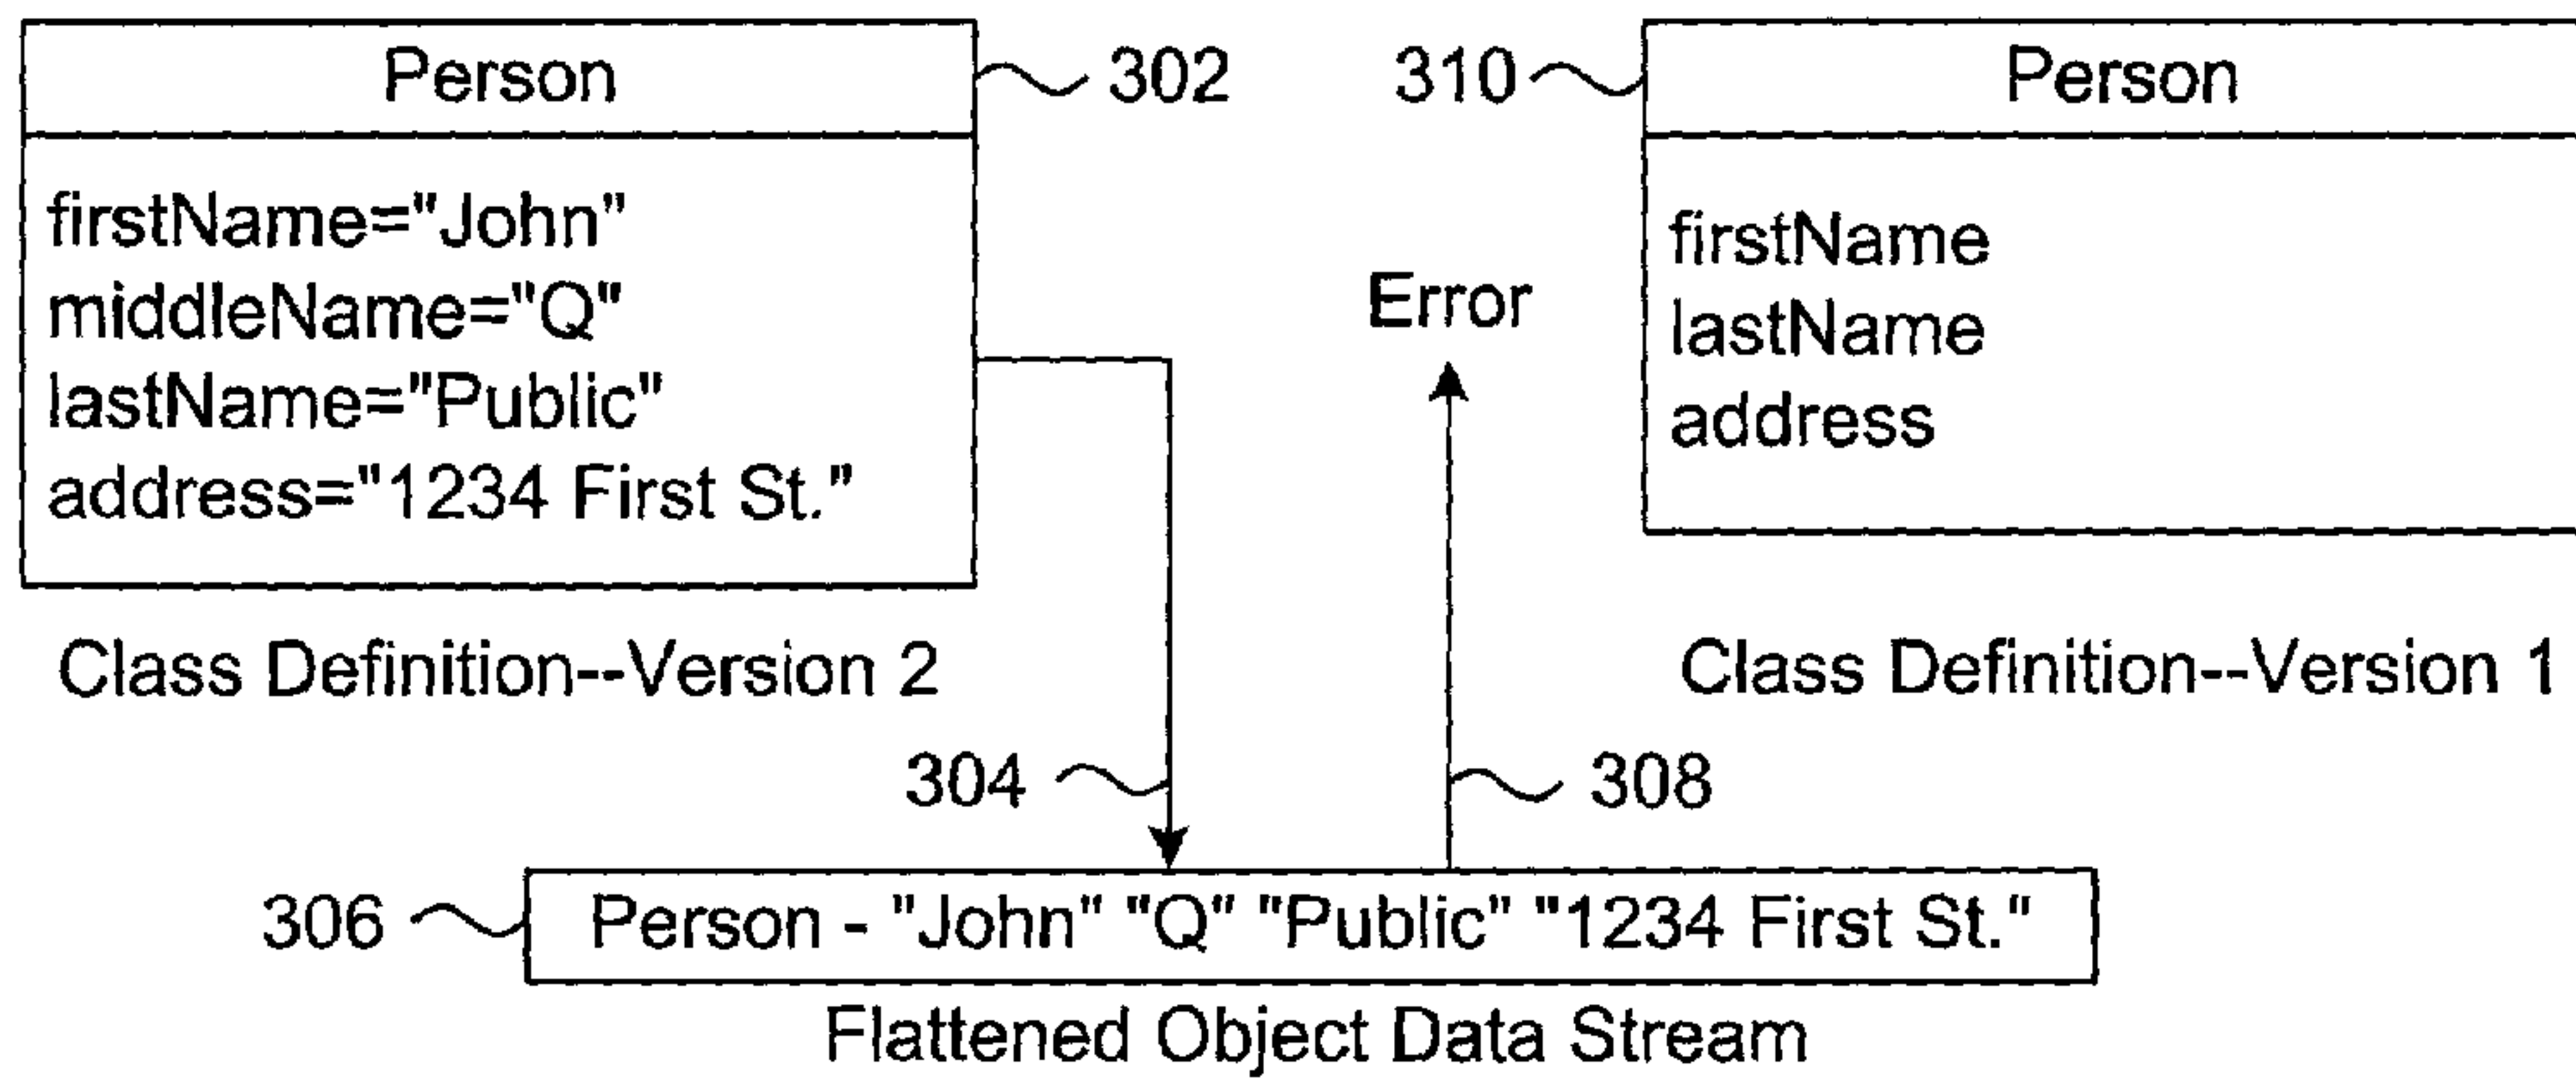 Person
302
firstName="John"
middleName="Q"
lastName="Public"
address="1234 First St."
Class Definition--Version 2
310
Person
firstName
lastName
address
Class Definition--Version 1
Error
304
308
306
Person - "John" "Q" "Public" "1234 First St."
Flattened Object Data Stream